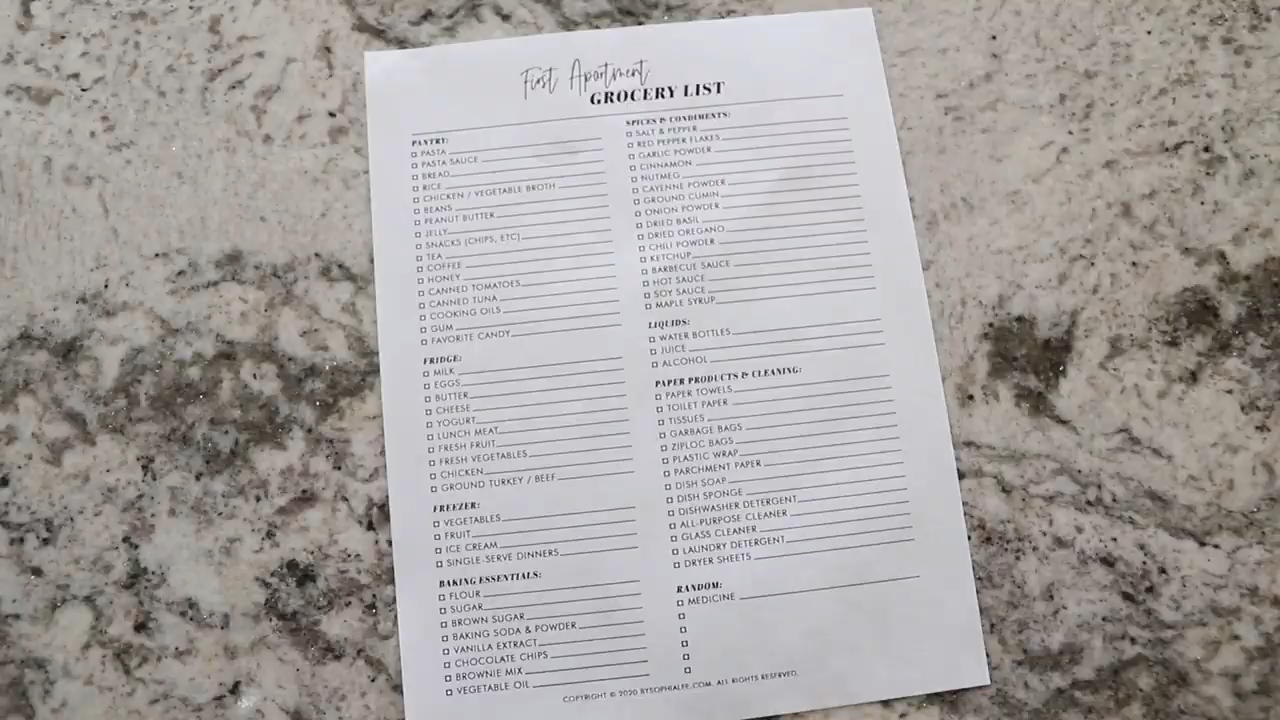 First Apartment
GROCERY LIST
PANTRY:
PASTA
PASTA SAUCE
BREAD
RICE
CHICKEN / VEGETABLE BROTH
BEANS
PEANUT BUTTER
JELLY
SNACKS (CHIPS, ETC)
TEA
COFFEE
HONEY
CANNED TOMATOES
CANNED TUNA
COOKING OILS
GUM
FAVORITE CANDY
FRIDGE:
MILK
EGGS
BUTTER
CHEESE
YOGURT
LUNCH MEAT
FRESH FRUIT
FRESH VEGETABLES
CHICKEN
GROUND TURKEY / BEEF
FREEZER:
VEGETABLES
FRUIT
ICE CREAM
SINGLE-SERVE DINNERS
BAKING ESSENTIALS:
FLOUR
SUGAR
BROWN SUGAR
BAKING SODA & POWDER
VANILLA EXTRACT
CHOCOLATE CHIPS
BROWNIE MIX
VEGETABLE OIL
SPICES & CONDIMENTS:
SALT & PEPPER
RED PEPPER FLAKES
GARLIC POWDER
CINNAMON
NUTMEG
CAYENNE POWDER
GROUND CUMIN
ONION POWDER
DRIED BASIL
DRIED OREGANO
CHILI POWDER
KETCHUP
BARBECUE SAUCE
HOT SAUCE
SOY SAUCE
MAPLE SYRUP
LIQUIDS:
WATER BOTTLES
JUICE
ALCOHOL
PAPER PRODUCTS & CLEANING:
PAPER TOWELS
TOILET PAPER
TISSUES
GARBAGE BAGS
ZIPLOC BAGS
PLASTIC WRAP
PARCHMENT PAPER
DISH SOAP
DISH SPONGE
DISHWASHER DETERGENT
ALL-PURPOSE CLEANER
GLASS CLEANER
LAUNDRY DETERGENT
DRYER SHEETS
RANDOM:
MEDICINE
COPYRIGHT © 2020 BYSOPHIALEE.COM. ALL RIGHTS RESERVED.